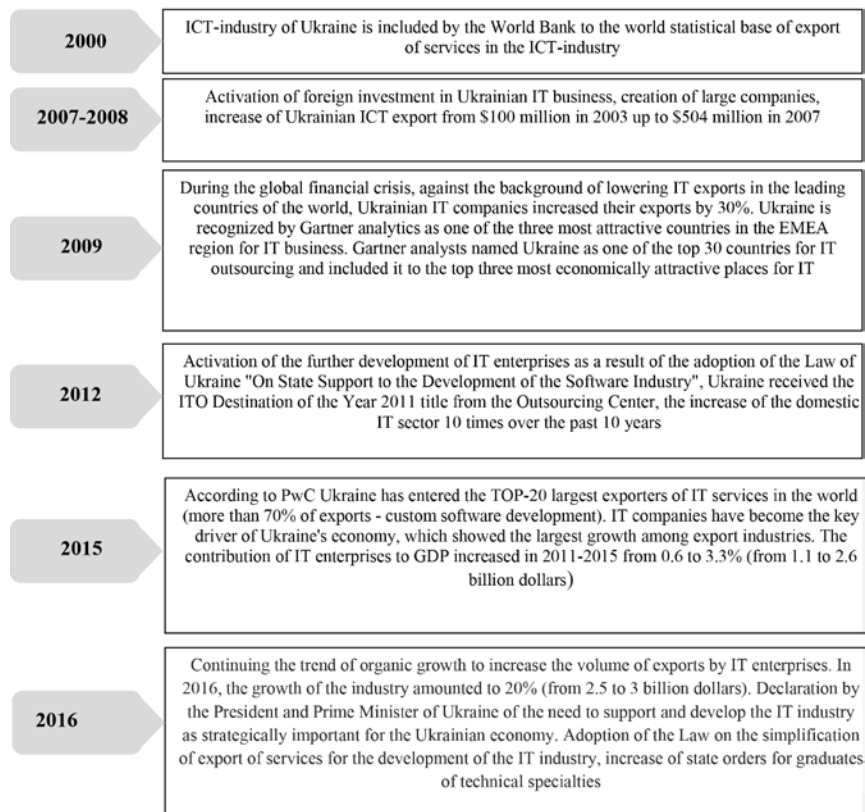 2000
ICT-industry of Ukraine is included by the World Bank to the world statistical base of export
of services in the ICT-industry
2007-2008
Activation of foreign investment in Ukrainian IT business, creation of large companies,
increase of Ukrainian ICT export from $100 million in 2003 up to $504 million in 2007
2009
During the global financial crisis, against the background of lowering IT exports in the leading
countries of the world, Ukrainian IT companies increased their exports by 30%. Ukraine is
recognized by Gartner analytics as one of the three most attractive countries in the EMEA
region for IT business. Gartner analysts named Ukraine as one of the top 30 countries for IT
outsourcing and included it to the top three most economically attractive places for IT
2012
Activation of the further development of IT enterprises as a result of the adoption of the Law of
Ukraine "On State Support to the Development of the Software Industry", Ukraine received the
ITO Destination of the Year 2011 title from the Outsourcing Center, the increase of the domestic
IT sector 10 times over the past 10 years
2015
According to PwC Ukraine has entered the TOP-20 largest exporters of IT services in the world
(more than 70% of exports - custom software development). IT companies have become the key
driver of Ukraine's economy, which showed the largest growth among export industries. The
contribution of IT enterprises to GDP increased in 2011-2015 from 0.6 to 3.3% (from 1.1 to 2.6
billion dollars)
2016
Continuing the trend of organic growth to increase the volume of exports by IT enterprises. In
2016, the growth of the industry amounted to 20% (from 2.5 to 3 billion dollars). Declaration by
the President and Prime Minister of Ukraine of the need to support and develop the IT industry
as strategically important for the Ukrainian economy. Adoption of the Law on the simplification
of export of services for the development of the IT industry, increase of state orders for graduates
of technical specialties